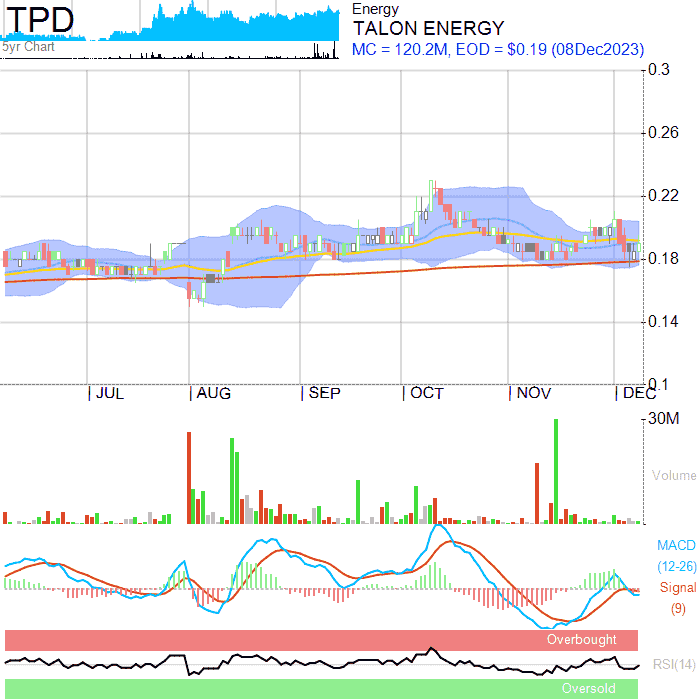 TPD
5yr Chart
Energy
TALON ENERGY
MC = 120.2M, EOD = $0.19 (08Dec2023)
0.3
0.26
0.22
0.18
0.14
0.1
JUL AUG SEP OCT NOV DEC
30M
Volume
MACD
(12-26)
Signal
(9)
Overbought
RSI(14)
Oversold